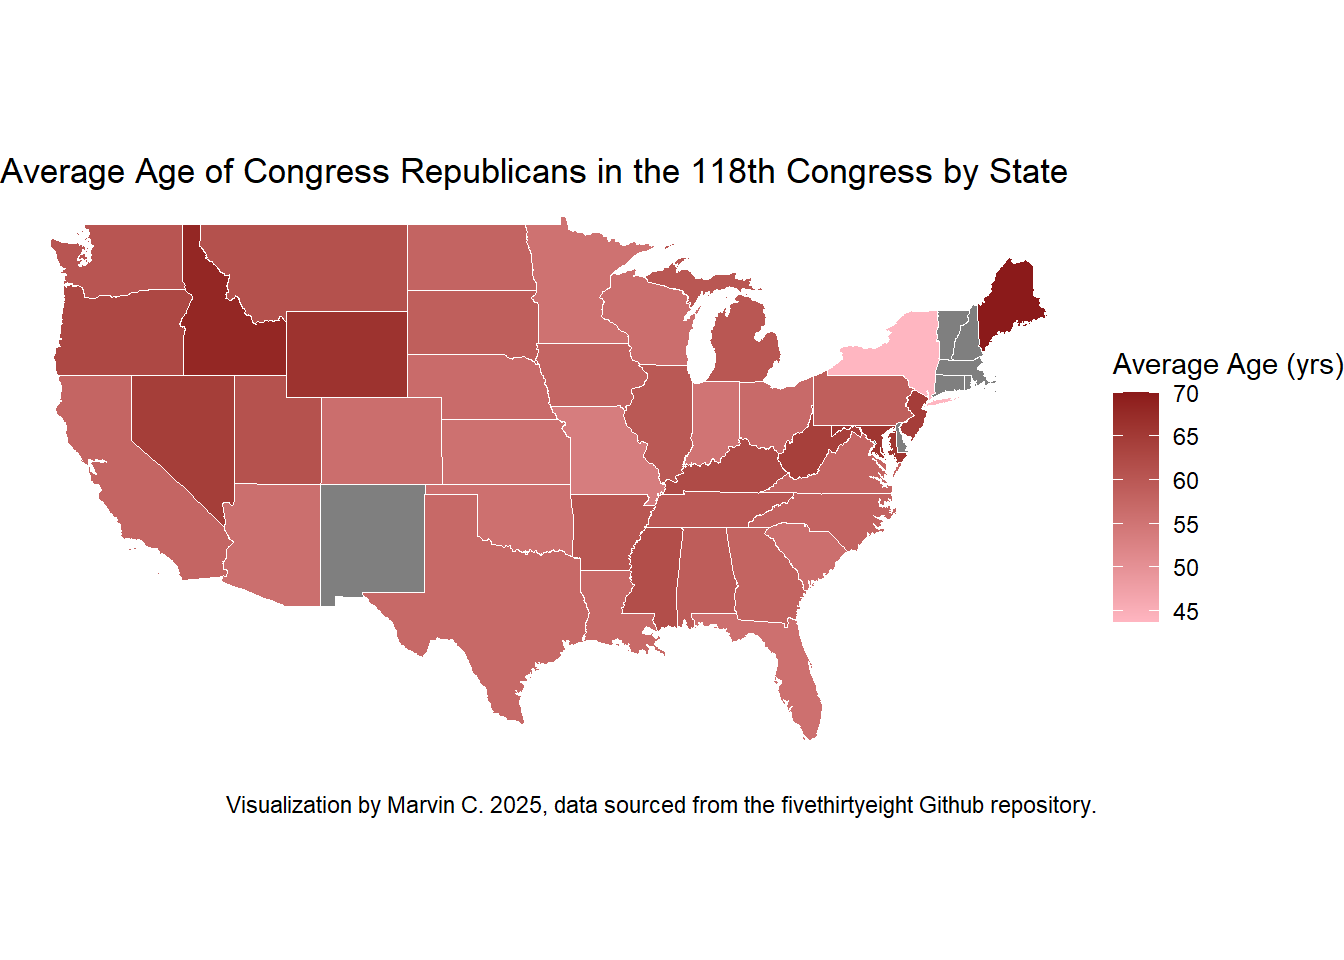 Average Age of Congress Republicans in the 118th Congress by State
Average Age (yrs)
70
65
60
55
50
45
Visualization by Marvin C. 2025, data sourced from the fivethirtyeight Github repository.